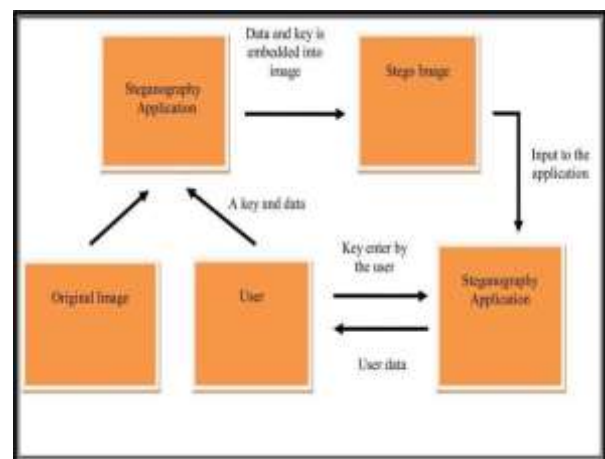 Data and key is
embedded into
image
Steganography
Application
Stego Image
Input to the
application
A key and data
Key enter by
the user
Original Image
User
Steganography
Application
User data